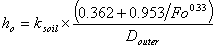 h_o = k_soil × (0.362 + 0.953/Fo^0.33) / D_outer